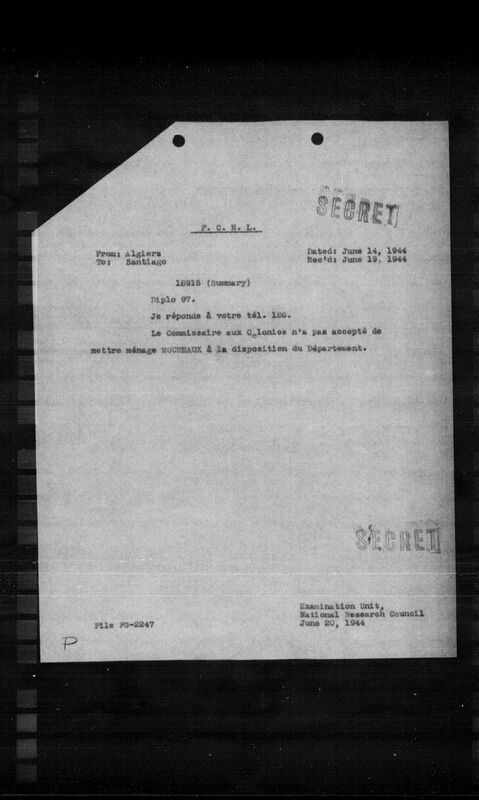 SECRET
F. C. N. L.
From: Algiers
To: Santiago
Dated: June 14, 1944
Rec'd: June 19, 1944
18915 (Summary)
Diplo 97.
Je réponds à votre tél. 188.
Le Commissaire aux Colonies n'a pas accepté de
mettre ménage MOUREAUX à la disposition du Département.
SECRET
Examination Unit,
National Research Council
June 20, 1944
File FG-2247
P